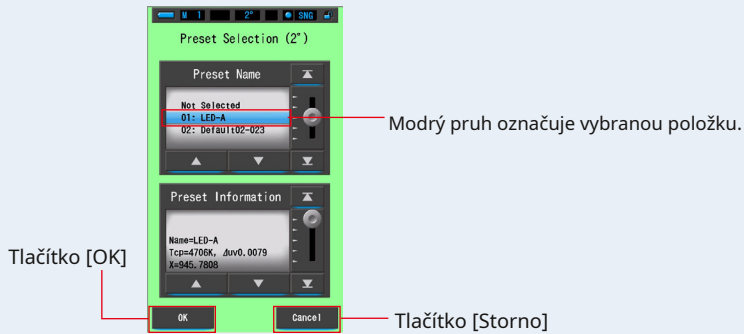 M 1 2° SNG
Preset Selection (2°)
Preset Name
Not Selected
01: LED-A
02: Default02-023
Modrý pruh označuje vybranou položku.
Preset Information
Name=LED-A
Tcp=4706K, Δuv0.0079
X=945.7808
Tlačítko [OK]
OK
Cancel
Tlačítko [Storno]